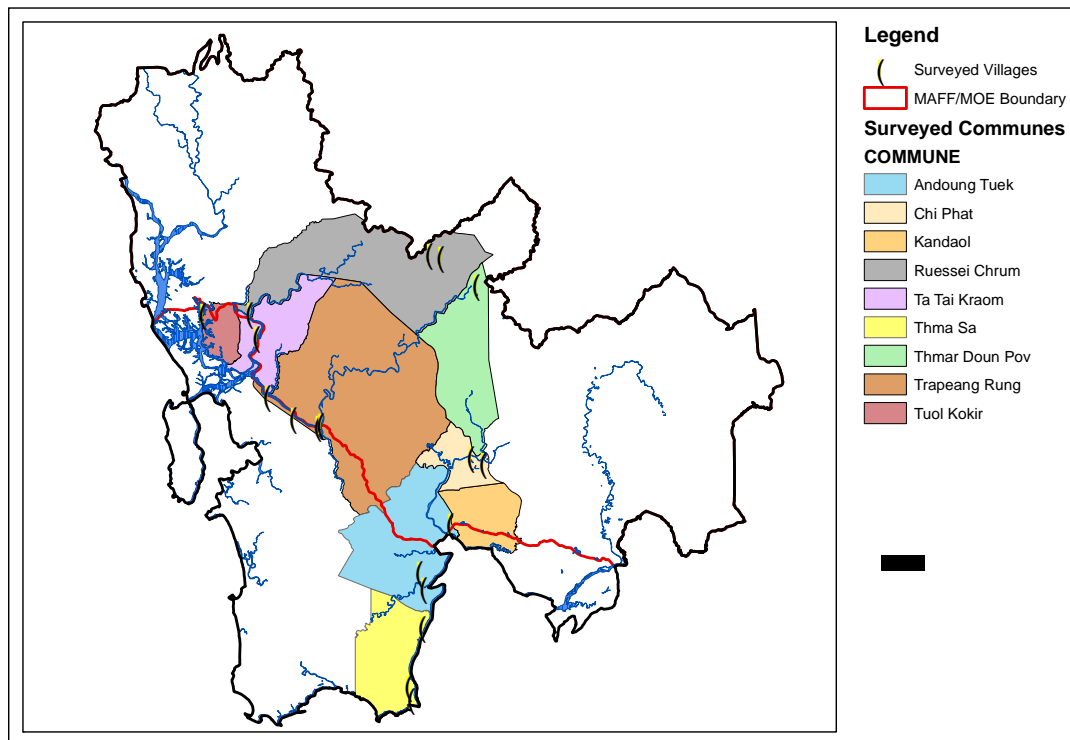 Legend
Surveyed Villages
MAFF/MOE Boundary
Surveyed Communes
COMMUNE
Andoung Tuek
Chi Phat
Kandaol
Ruessei Chrum
Ta Tai Kraom
Thma Sa
Thmar Doun Pov
Trapeang Rung
Tuol Kokir